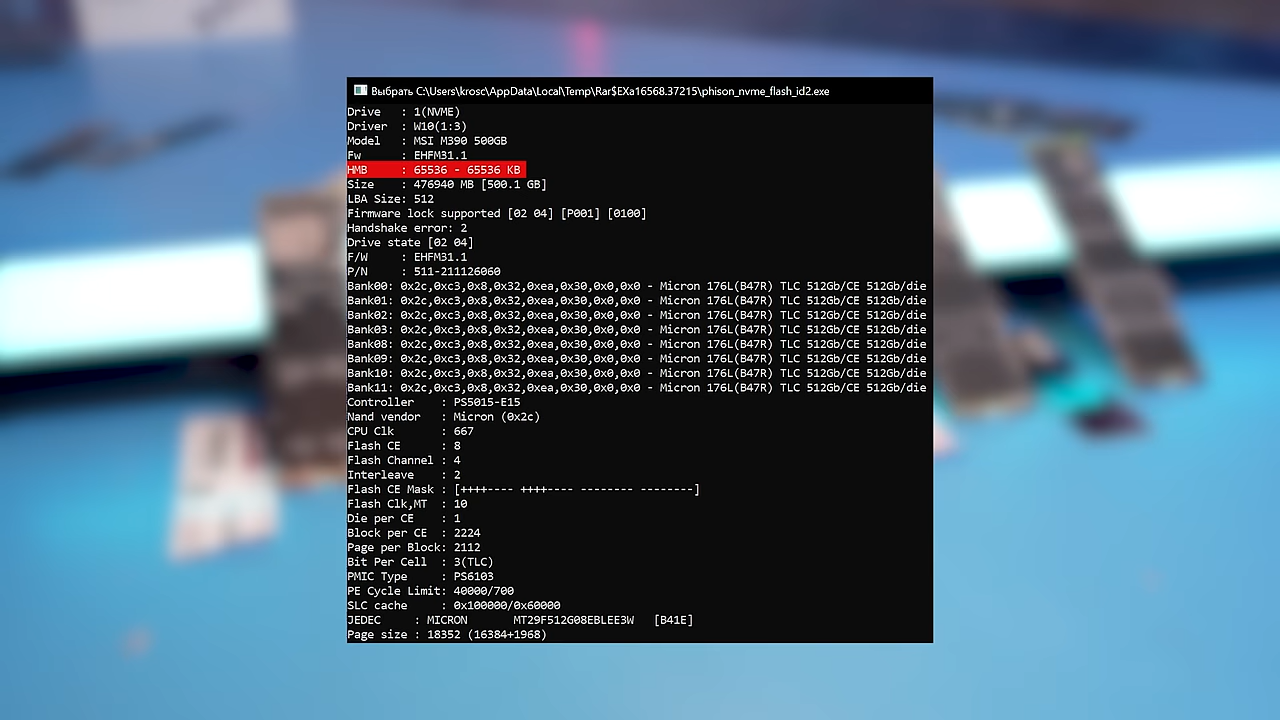 Выбрать C:\Users\krosc\AppData\Local\Temp\Rar$EXa16568.37215\phison_nvme_flash_id2.exe
Drive   : 1(NVME)
Driver  : W10(1:3)
Model   : MSI M390 500GB
Fw      : EHFM31.1
HMB     : 65536 - 65536 KB
Size    : 476940 MB [500.1 GB]
LBA Size: 512
Firmware lock supported [02 04] [P001] [0100]
Handshake error: 2
Drive state [02 04]
F/W     : EHFM31.1
P/N     : 511-211126060
Bank00: 0x2c,0xc3,0x8,0x32,0xea,0x30,0x0,0x0 - Micron 176L(B47R) TLC 512Gb/CE 512Gb/die
Bank01: 0x2c,0xc3,0x8,0x32,0xea,0x30,0x0,0x0 - Micron 176L(B47R) TLC 512Gb/CE 512Gb/die
Bank02: 0x2c,0xc3,0x8,0x32,0xea,0x30,0x0,0x0 - Micron 176L(B47R) TLC 512Gb/CE 512Gb/die
Bank03: 0x2c,0xc3,0x8,0x32,0xea,0x30,0x0,0x0 - Micron 176L(B47R) TLC 512Gb/CE 512Gb/die
Bank08: 0x2c,0xc3,0x8,0x32,0xea,0x30,0x0,0x0 - Micron 176L(B47R) TLC 512Gb/CE 512Gb/die
Bank09: 0x2c,0xc3,0x8,0x32,0xea,0x30,0x0,0x0 - Micron 176L(B47R) TLC 512Gb/CE 512Gb/die
Bank10: 0x2c,0xc3,0x8,0x32,0xea,0x30,0x0,0x0 - Micron 176L(B47R) TLC 512Gb/CE 512Gb/die
Bank11: 0x2c,0xc3,0x8,0x32,0xea,0x30,0x0,0x0 - Micron 176L(B47R) TLC 512Gb/CE 512Gb/die
Controller    : PS5015-E15
Nand vendor   : Micron (0x2c)
CPU Clk       : 667
Flash CE      : 8
Flash Channel : 4
Interleave    : 2
Flash CE Mask : [++++---- ++++---- -------- --------]
Flash Clk,MT  : 10
Die per CE    : 1
Block per CE  : 2224
Page per Block: 2112
Bit Per Cell  : 3(TLC)
PMIC Type     : PS6103
PE Cycle Limit: 40000/700
SLC cache     : 0x100000/0x60000
JEDEC     : MICRON       MT29F512G08EBLEE3W   [B41E]
Page size : 18352 (16384+1968)